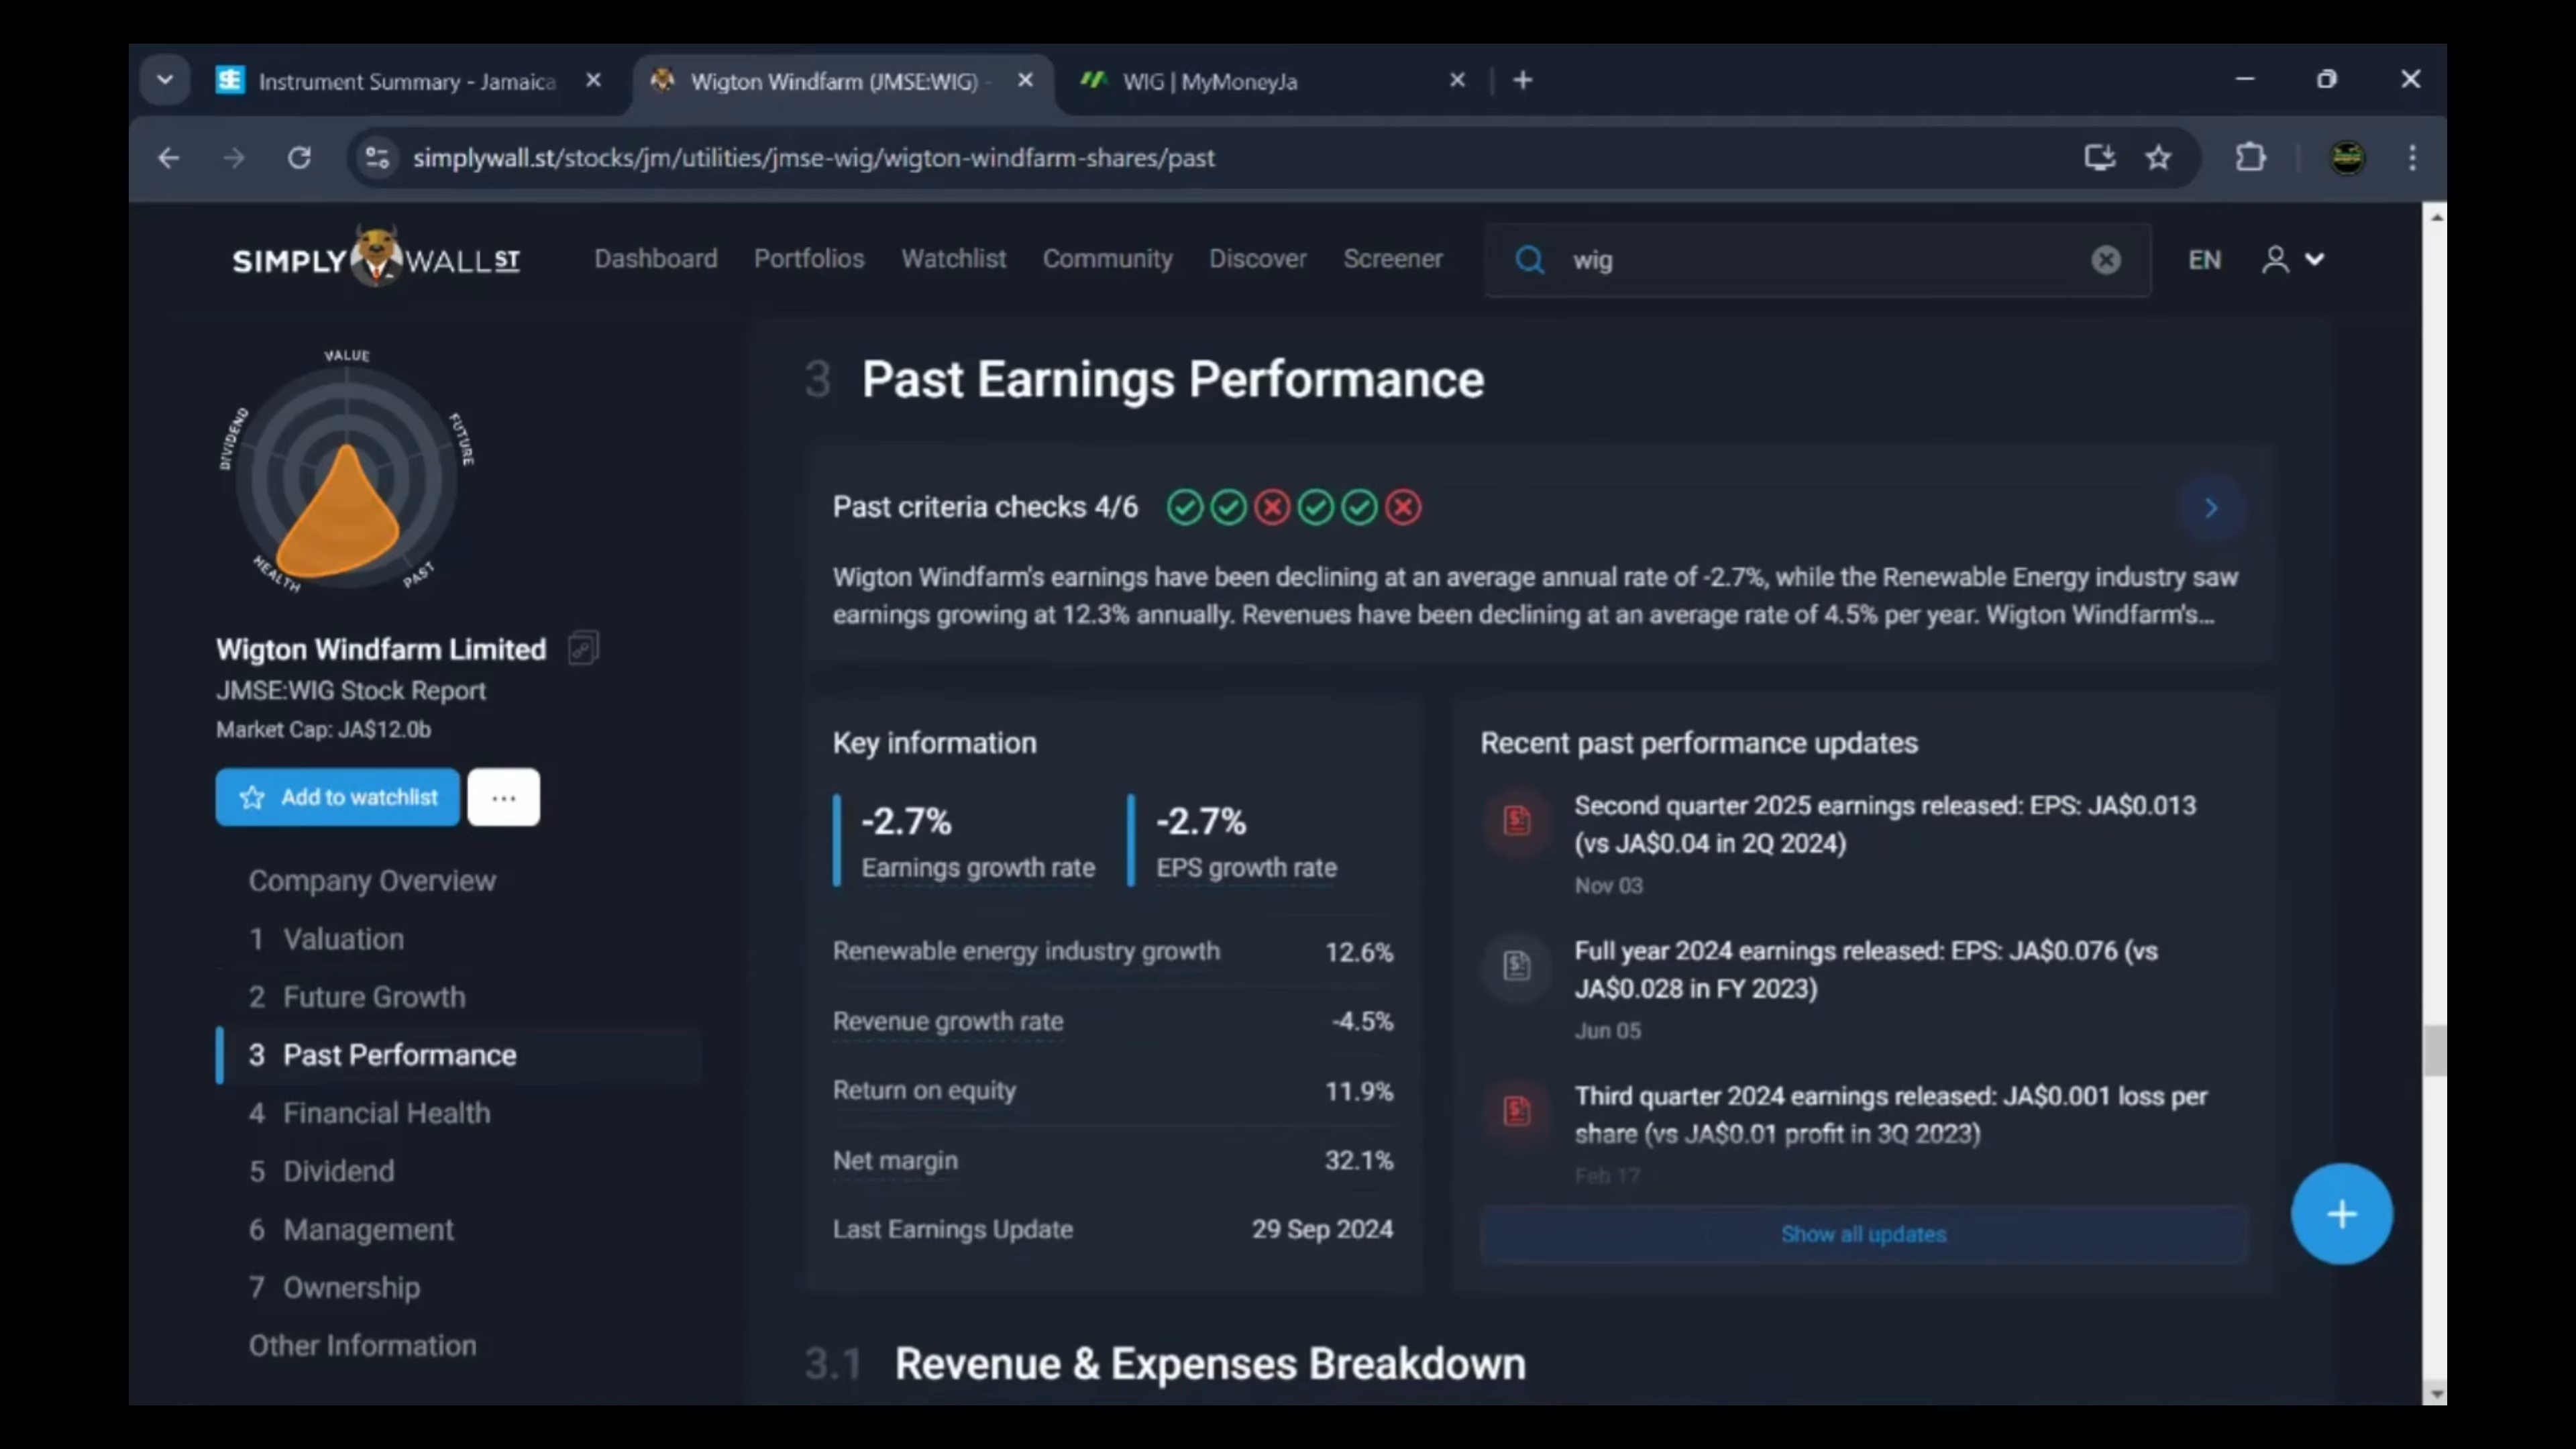 Instrument Summary - Jamaica
Wigton Windfarm (JMSE:WIG) -
WIG | MyMoneyJa
simplywall.st/stocks/jm/utilities/jmse-wig/wigton-windfarm-shares/past
SIMPLY WALL ST
Dashboard
Portfolios
Watchlist
Community
Discover
Screener
wig
EN
VALUE
FUTURE
PAST
HEALTH
DIVIDEND
Wigton Windfarm Limited
JMSE:WIG Stock Report
Market Cap: JA$12.0b
Add to watchlist
...
Company Overview
1 Valuation
2 Future Growth
3 Past Performance
4 Financial Health
5 Dividend
6 Management
7 Ownership
Other Information
3 Past Earnings Performance
Past criteria checks 4/6
Wigton Windfarm's earnings have been declining at an average annual rate of -2.7%, while the Renewable Energy industry saw
earnings growing at 12.3% annually. Revenues have been declining at an average rate of 4.5% per year. Wigton Windfarm's...
Key information
-2.7%
Earnings growth rate
-2.7%
EPS growth rate
Renewable energy industry growth 12.6%
Revenue growth rate -4.5%
Return on equity 11.9%
Net margin 32.1%
Last Earnings Update 29 Sep 2024
Recent past performance updates
Second quarter 2025 earnings released: EPS: JA$0.013
(vs JA$0.04 in 2Q 2024)
Nov 03
Full year 2024 earnings released: EPS: JA$0.076 (vs
JA$0.028 in FY 2023)
Jun 05
Third quarter 2024 earnings released: JA$0.001 loss per
share (vs JA$0.01 profit in 3Q 2023)
Feb 17
Show all updates
3.1 Revenue & Expenses Breakdown